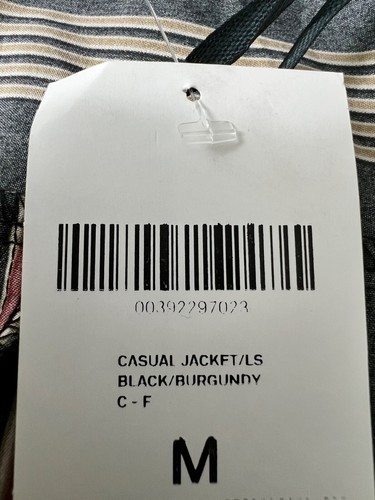 00392297023
CASUAL JACKET/LS
BLACK/BURGUNDY
C - F
M